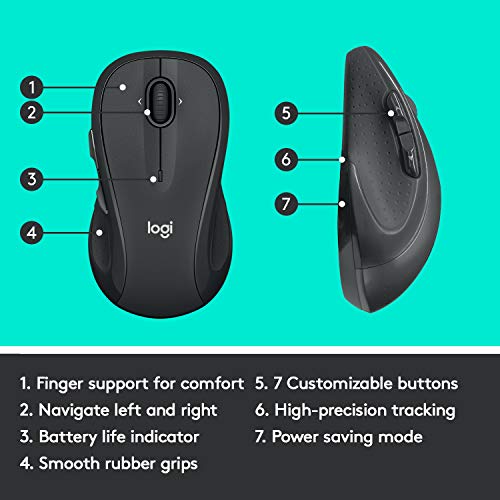 1
2
3
4
logi
5
6
7
1. Finger support for comfort
2. Navigate left and right
3. Battery life indicator
4. Smooth rubber grips
5. 7 Customizable buttons
6. High-precision tracking
7. Power saving mode